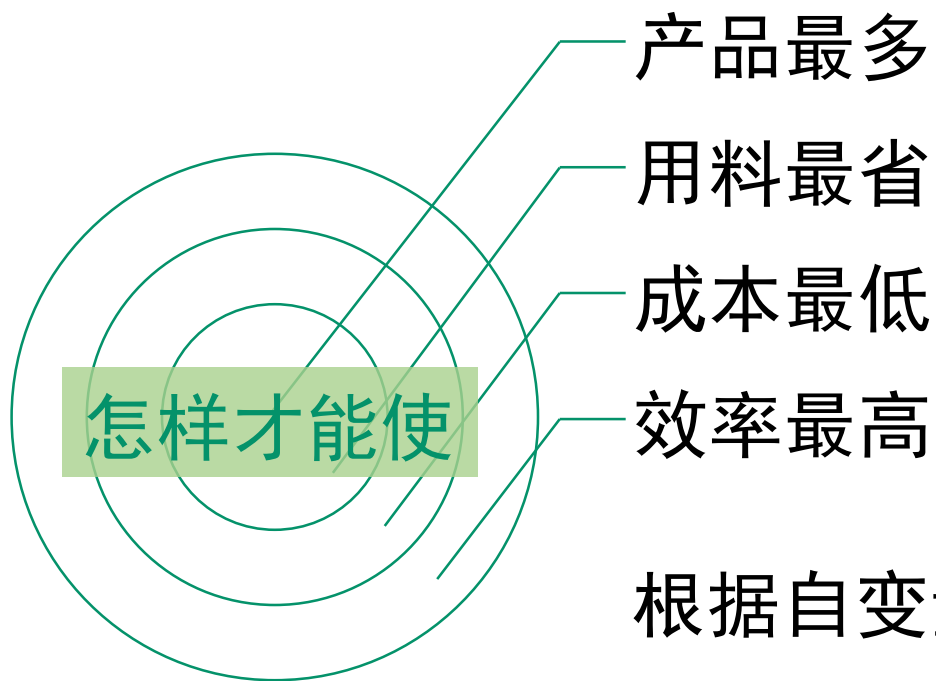 产品最多
用料最省
成本最低
怎样才能使
效率最高
根据自变